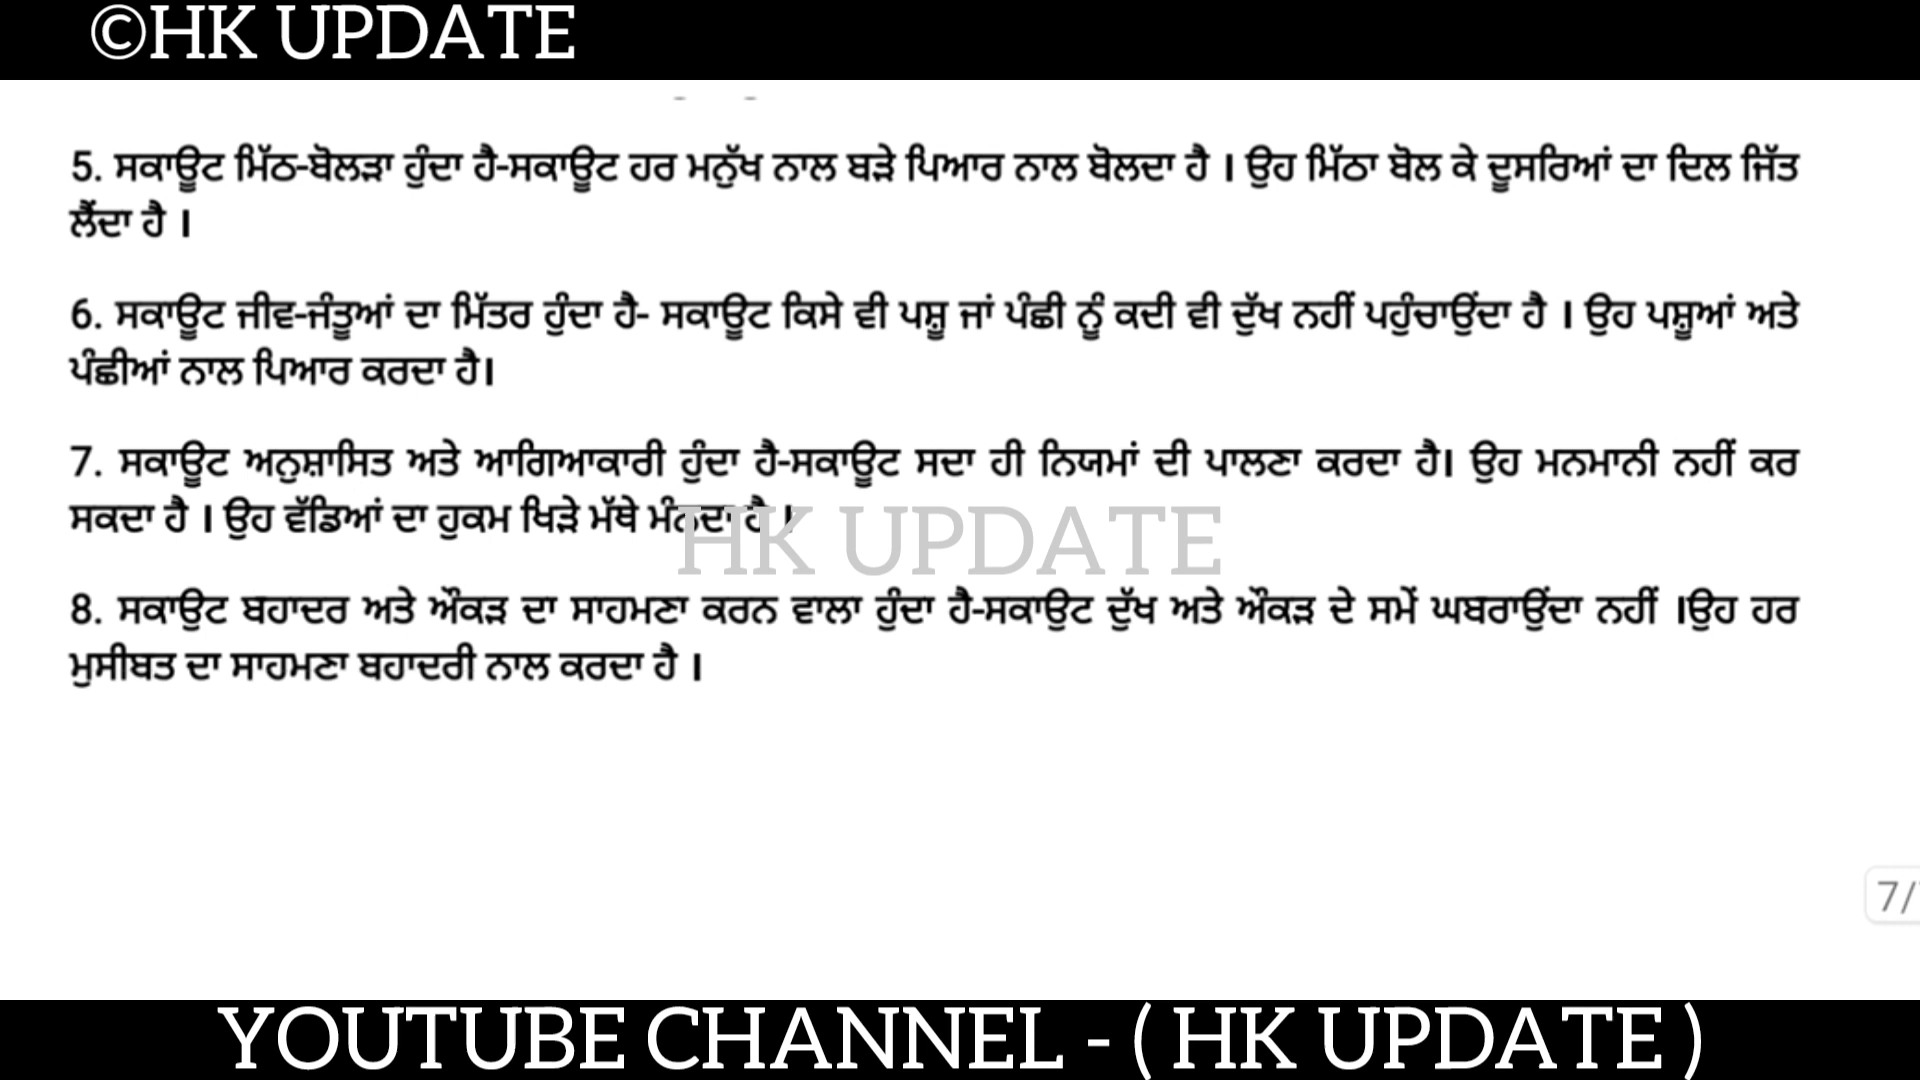 ©HK UPDATE
5. ਸਕਾਊਟ ਮਿੱਠ-ਬੋਲੜਾ ਹੁੰਦਾ ਹੈ-ਸਕਾਊਟ ਹਰ ਮਨੁੱਖ ਨਾਲ ਬੜੇ ਪਿਆਰ ਨਾਲ ਬੋਲਦਾ ਹੈ । ਉਹ ਮਿੱਠਾ ਬੋਲ ਕੇ ਦੂਸਰਿਆਂ ਦਾ ਦਿਲ ਜਿੱਤ
ਲੈਂਦਾ ਹੈ ।
6. ਸਕਾਊਟ ਜੀਵ-ਜੰਤੂਆਂ ਦਾ ਮਿੱਤਰ ਹੁੰਦਾ ਹੈ- ਸਕਾਊਟ ਕਿਸੇ ਵੀ ਪਸ਼ੂ ਜਾਂ ਪੰਛੀ ਨੂੰ ਕਦੀ ਵੀ ਦੁੱਖ ਨਹੀਂ ਪਹੁੰਚਾਉਂਦਾ ਹੈ । ਉਹ ਪਸ਼ੂਆਂ ਅਤੇ
ਪੰਛੀਆਂ ਨਾਲ ਪਿਆਰ ਕਰਦਾ ਹੈ।
7. ਸਕਾਊਟ ਅਨੁਸ਼ਾਸਿਤ ਅਤੇ ਆਗਿਆਕਾਰੀ ਹੁੰਦਾ ਹੈ-ਸਕਾਊਟ ਸਦਾ ਹੀ ਨਿਯਮਾਂ ਦੀ ਪਾਲਣਾ ਕਰਦਾ ਹੈ। ਉਹ ਮਨਮਾਨੀ ਨਹੀਂ ਕਰ
ਸਕਦਾ ਹੈ । ਉਹ ਵੱਡਿਆਂ ਦਾ ਹੁਕਮ ਖਿੜੇ ਮੱਥੇ ਮੰਨਦਾ ਹੈ ।
HK UPDATE
8. ਸਕਾਉਟ ਬਹਾਦਰ ਅਤੇ ਔਕੜ ਦਾ ਸਾਹਮਣਾ ਕਰਨ ਵਾਲਾ ਹੁੰਦਾ ਹੈ-ਸਕਾਉਟ ਦੁੱਖ ਅਤੇ ਔਕੜ ਦੇ ਸਮੇਂ ਘਬਰਾਉਂਦਾ ਨਹੀਂ ।ਉਹ ਹਰ
ਮੁਸੀਬਤ ਦਾ ਸਾਹਮਣਾ ਬਹਾਦਰੀ ਨਾਲ ਕਰਦਾ ਹੈ ।
7/
YOUTUBE CHANNEL - ( HK UPDATE )